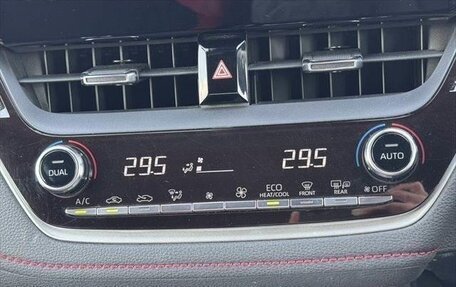 29.5 29.5
DUAL AUTO
A/C ECO HEAT/COOL FRONT REAR OFF